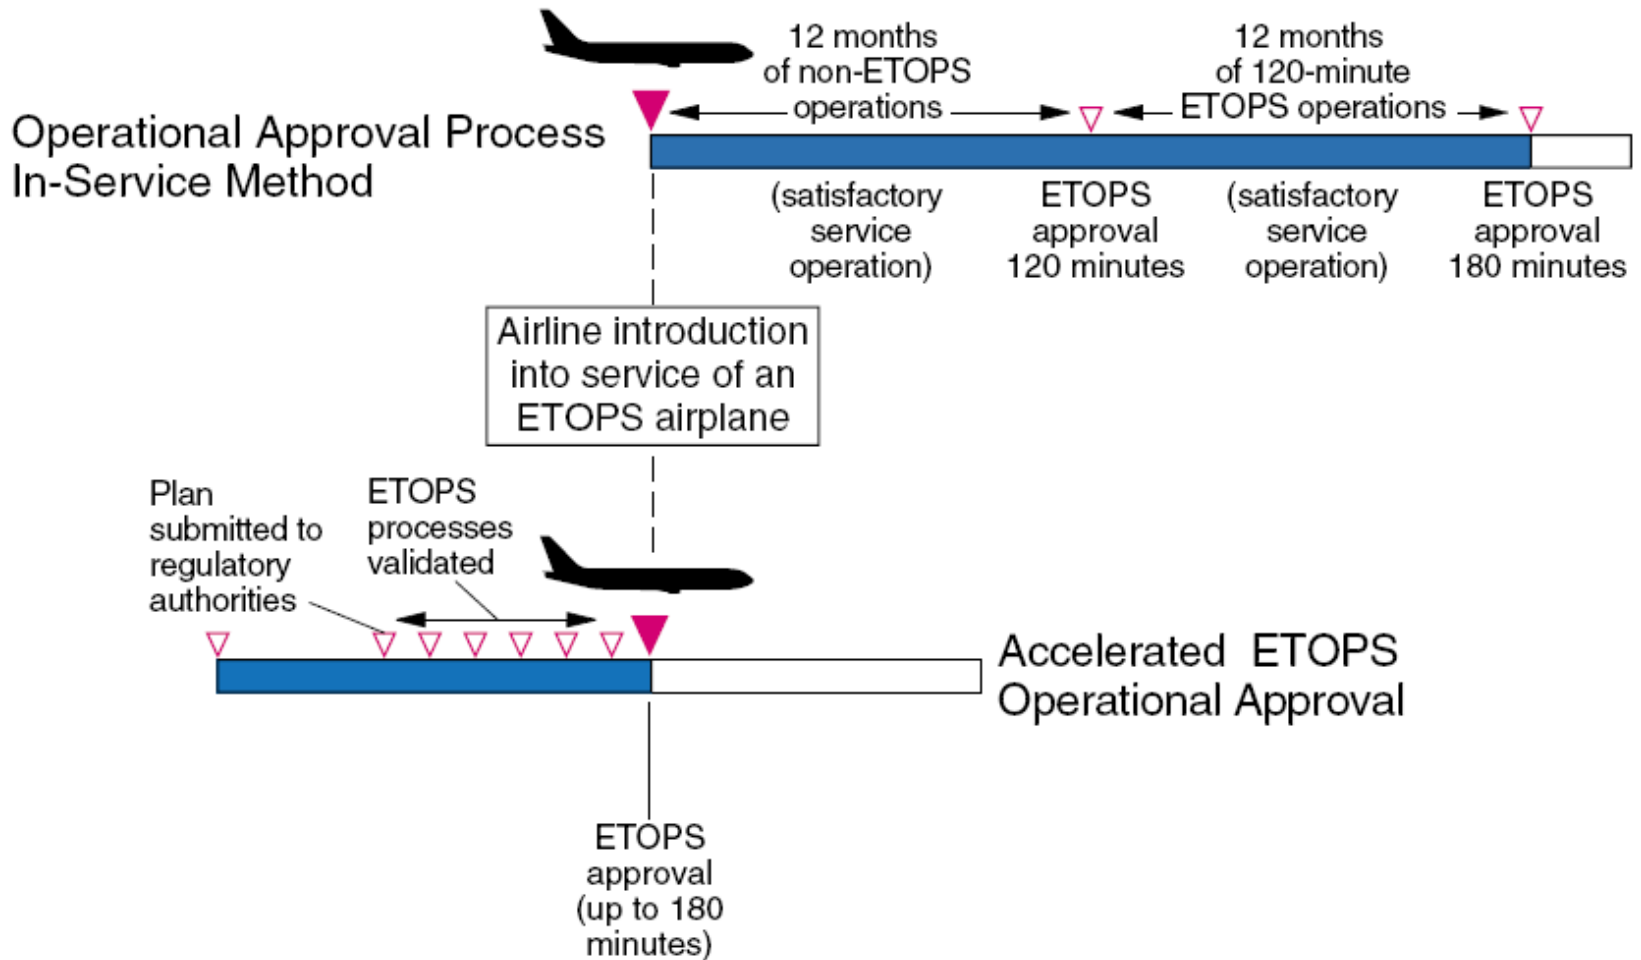 12 months
of non-ETOPS
operations
12 months
of 120-minute
ETOPS operations
Operational Approval Process
In-Service Method
(satisfactory
service
operation)
ETOPS
approval
120 minutes
(satisfactory
service
operation)
ETOPS
approval
180 minutes
Airline introduction
into service of an
ETOPS airplane
Plan
submitted to
regulatory
authorities
ETOPS
processes
validated
Accelerated ETOPS
Operational Approval
ETOPS
approval
(up to 180
minutes)